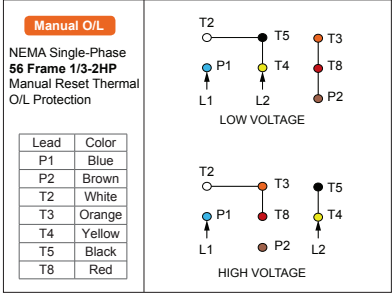 Manual O/L
NEMA Single-Phase
56 Frame 1/3-2HP
Manual Reset Thermal
O/L Protection
Lead Color
P1 Blue
P2 Brown
T2 White
T3 Orange
T4 Yellow
T5 Black
T8 Red
T2 T5 T3
P1 T4 T8
L1 L2 P2
LOW VOLTAGE
T2 T3 T5
P1 T8 T4
L1 P2 L2
HIGH VOLTAGE